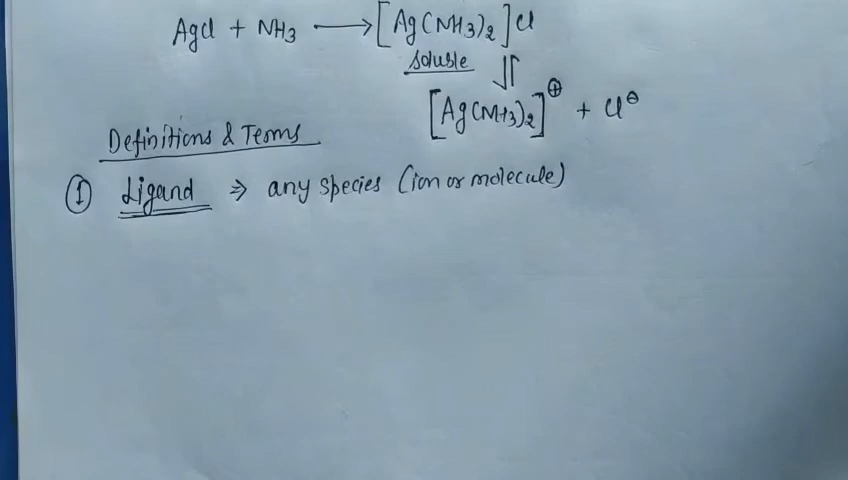 AgCl + NH3 ⟶ [Ag(NH3)2]Cl
soluble ⇌
[Ag(NH3)2]⊕ + Cl⊖
Definitions & Terms
① Ligand ⇒ any species (ion or molecule)